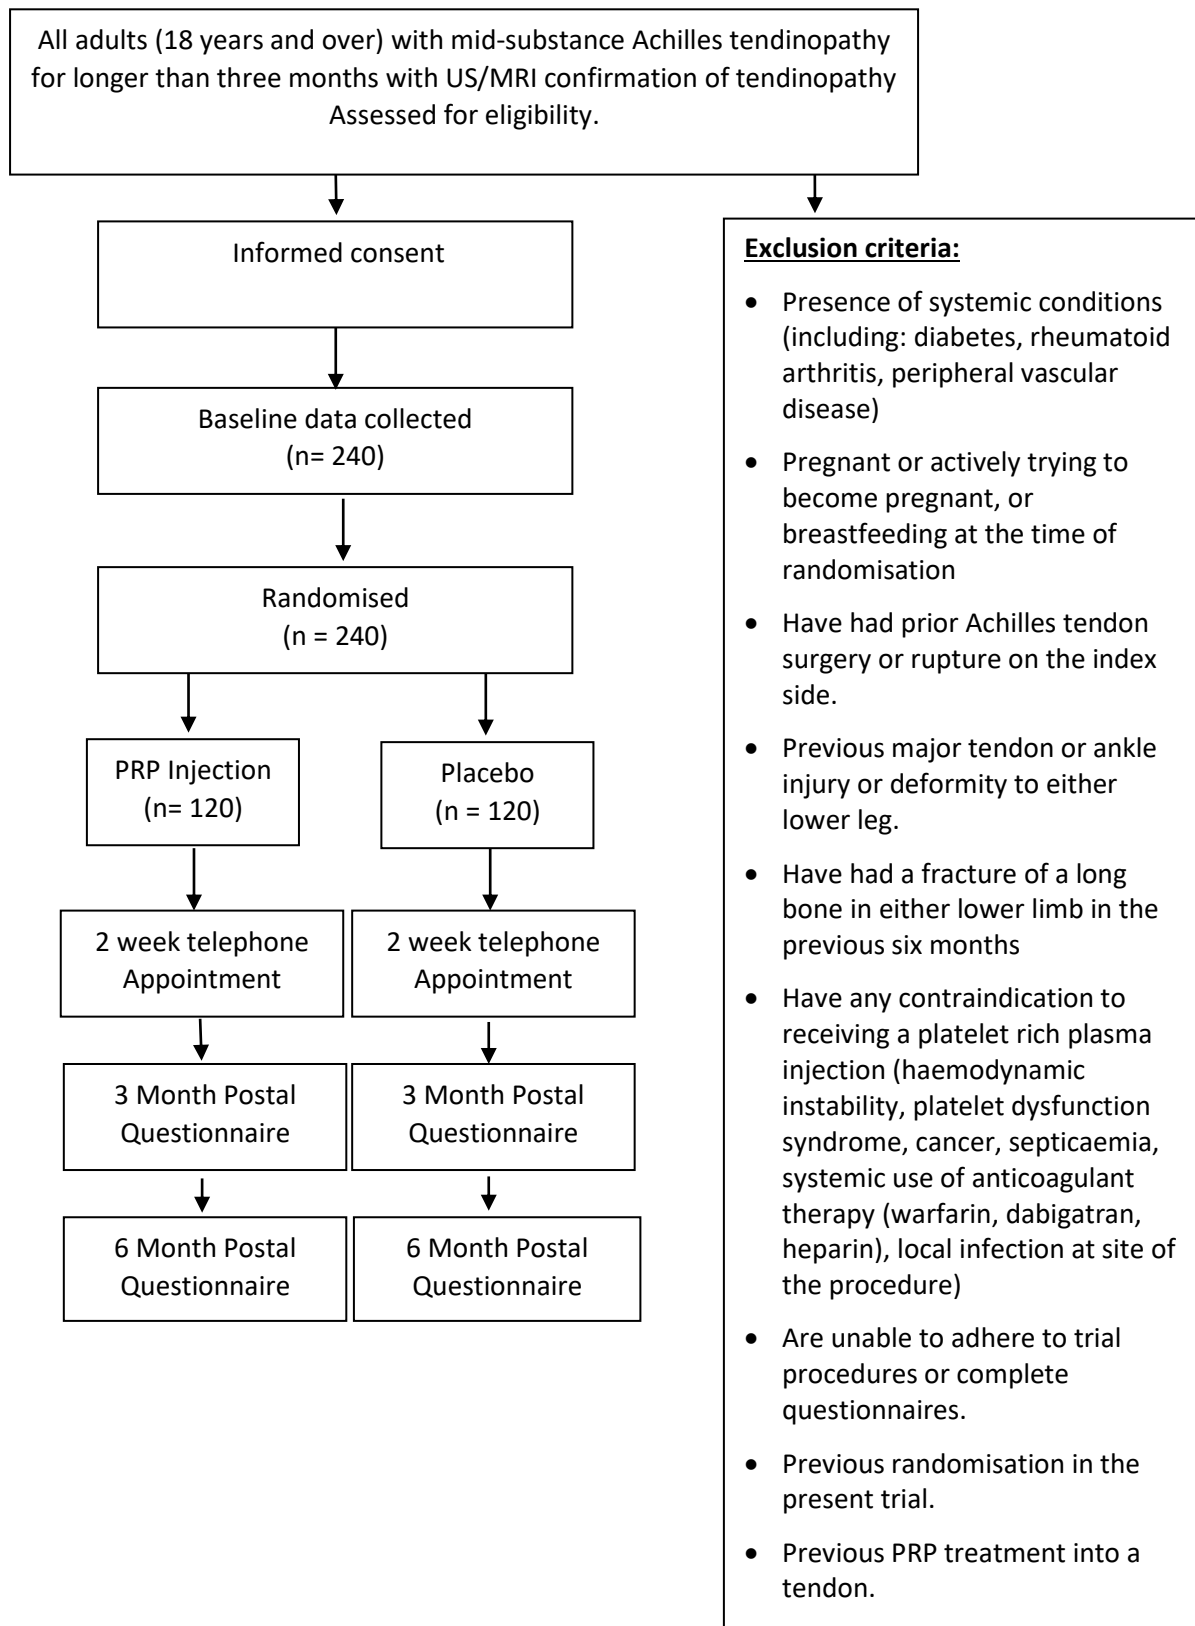 All adults (18 years and over) with mid-substance Achilles tendinopathy
for longer than three months with US/MRI confirmation of tendinopathy
Assessed for eligibility.
Informed consent
Baseline data collected
(n= 240)
Randomised
(n = 240)
PRP Injection
(n= 120)
Placebo
(n = 120)
2 week telephone
Appointment
2 week telephone
Appointment
3 Month Postal
Questionnaire
3 Month Postal
Questionnaire
6 Month Postal
Questionnaire
6 Month Postal
Questionnaire
Exclusion criteria:
• Presence of systemic conditions
(including: diabetes, rheumatoid
arthritis, peripheral vascular
disease)
• Pregnant or actively trying to
become pregnant, or
breastfeeding at the time of
randomisation
• Have had prior Achilles tendon
surgery or rupture on the index
side.
• Previous major tendon or ankle
injury or deformity to either
lower leg.
• Have had a fracture of a long
bone in either lower limb in the
previous six months
• Have any contraindication to
receiving a platelet rich plasma
injection (haemodynamic
instability, platelet dysfunction
syndrome, cancer, septicaemia,
systemic use of anticoagulant
therapy (warfarin, dabigatran,
heparin), local infection at site of
the procedure)
• Are unable to adhere to trial
procedures or complete
questionnaires.
• Previous randomisation in the
present trial.
• Previous PRP treatment into a
tendon.